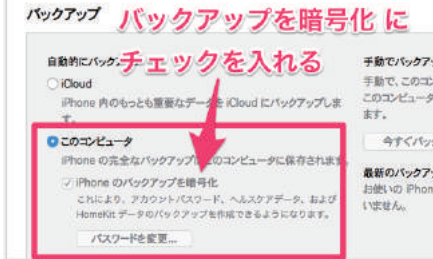 バックアップ
バックアップを暗号化 に
チェックを入れる
自動的にバック
iCloud
iPhone 内のもっとも重要なデータを iCloud にバックアップしま
す。
このコンピュータ
iPhone の完全なバックアップ このコンピュータに保存されます。
iPhone のバックアップを暗号化
これにより、アカウントパスワード、ヘルスケアデータ、および
HomeKit データのバックアップを作成できるようになります。
パスワードを変更...
手動でバックア
手動で、このコン
このコンピュータ
ます。
今すぐバッ
最新のバックア
お使いの iPhon
いません。